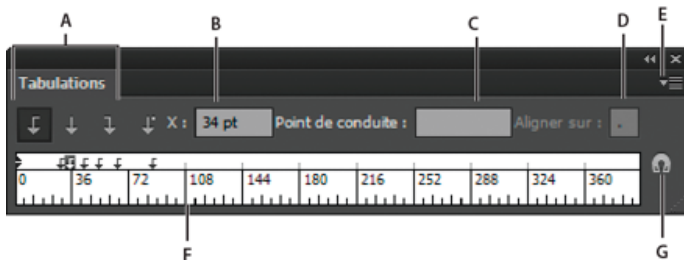 A B C D E
Tabulations
X : 34 pt Point de conduite : Aligner sur : .
0 36 72 108 144 180 216 252 288 324 360
F G